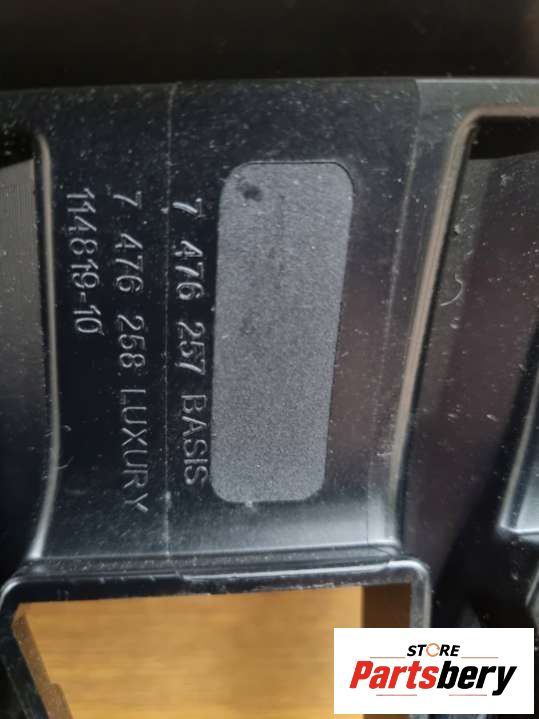 7 476 257 BASIS
7 476 258 LUXURY
114819-10
STORE
Partsbery